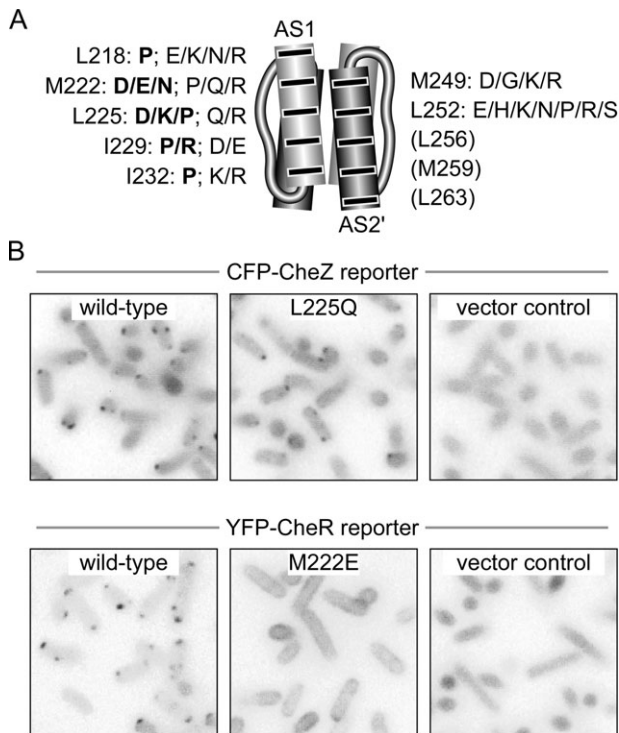 A
AS1
L218: P; E/K/N/R
M222: D/E/N; P/Q/R
L225: D/K/P; Q/R
I229: P/R; D/E
I232: P; K/R
M249: D/G/K/R
L252: E/H/K/N/P/R/S
(L256)
(M259)
(L263)
AS2'
B
CFP-CheZ reporter
wild-type
L225Q
vector control
YFP-CheR reporter
wild-type
M222E
vector control